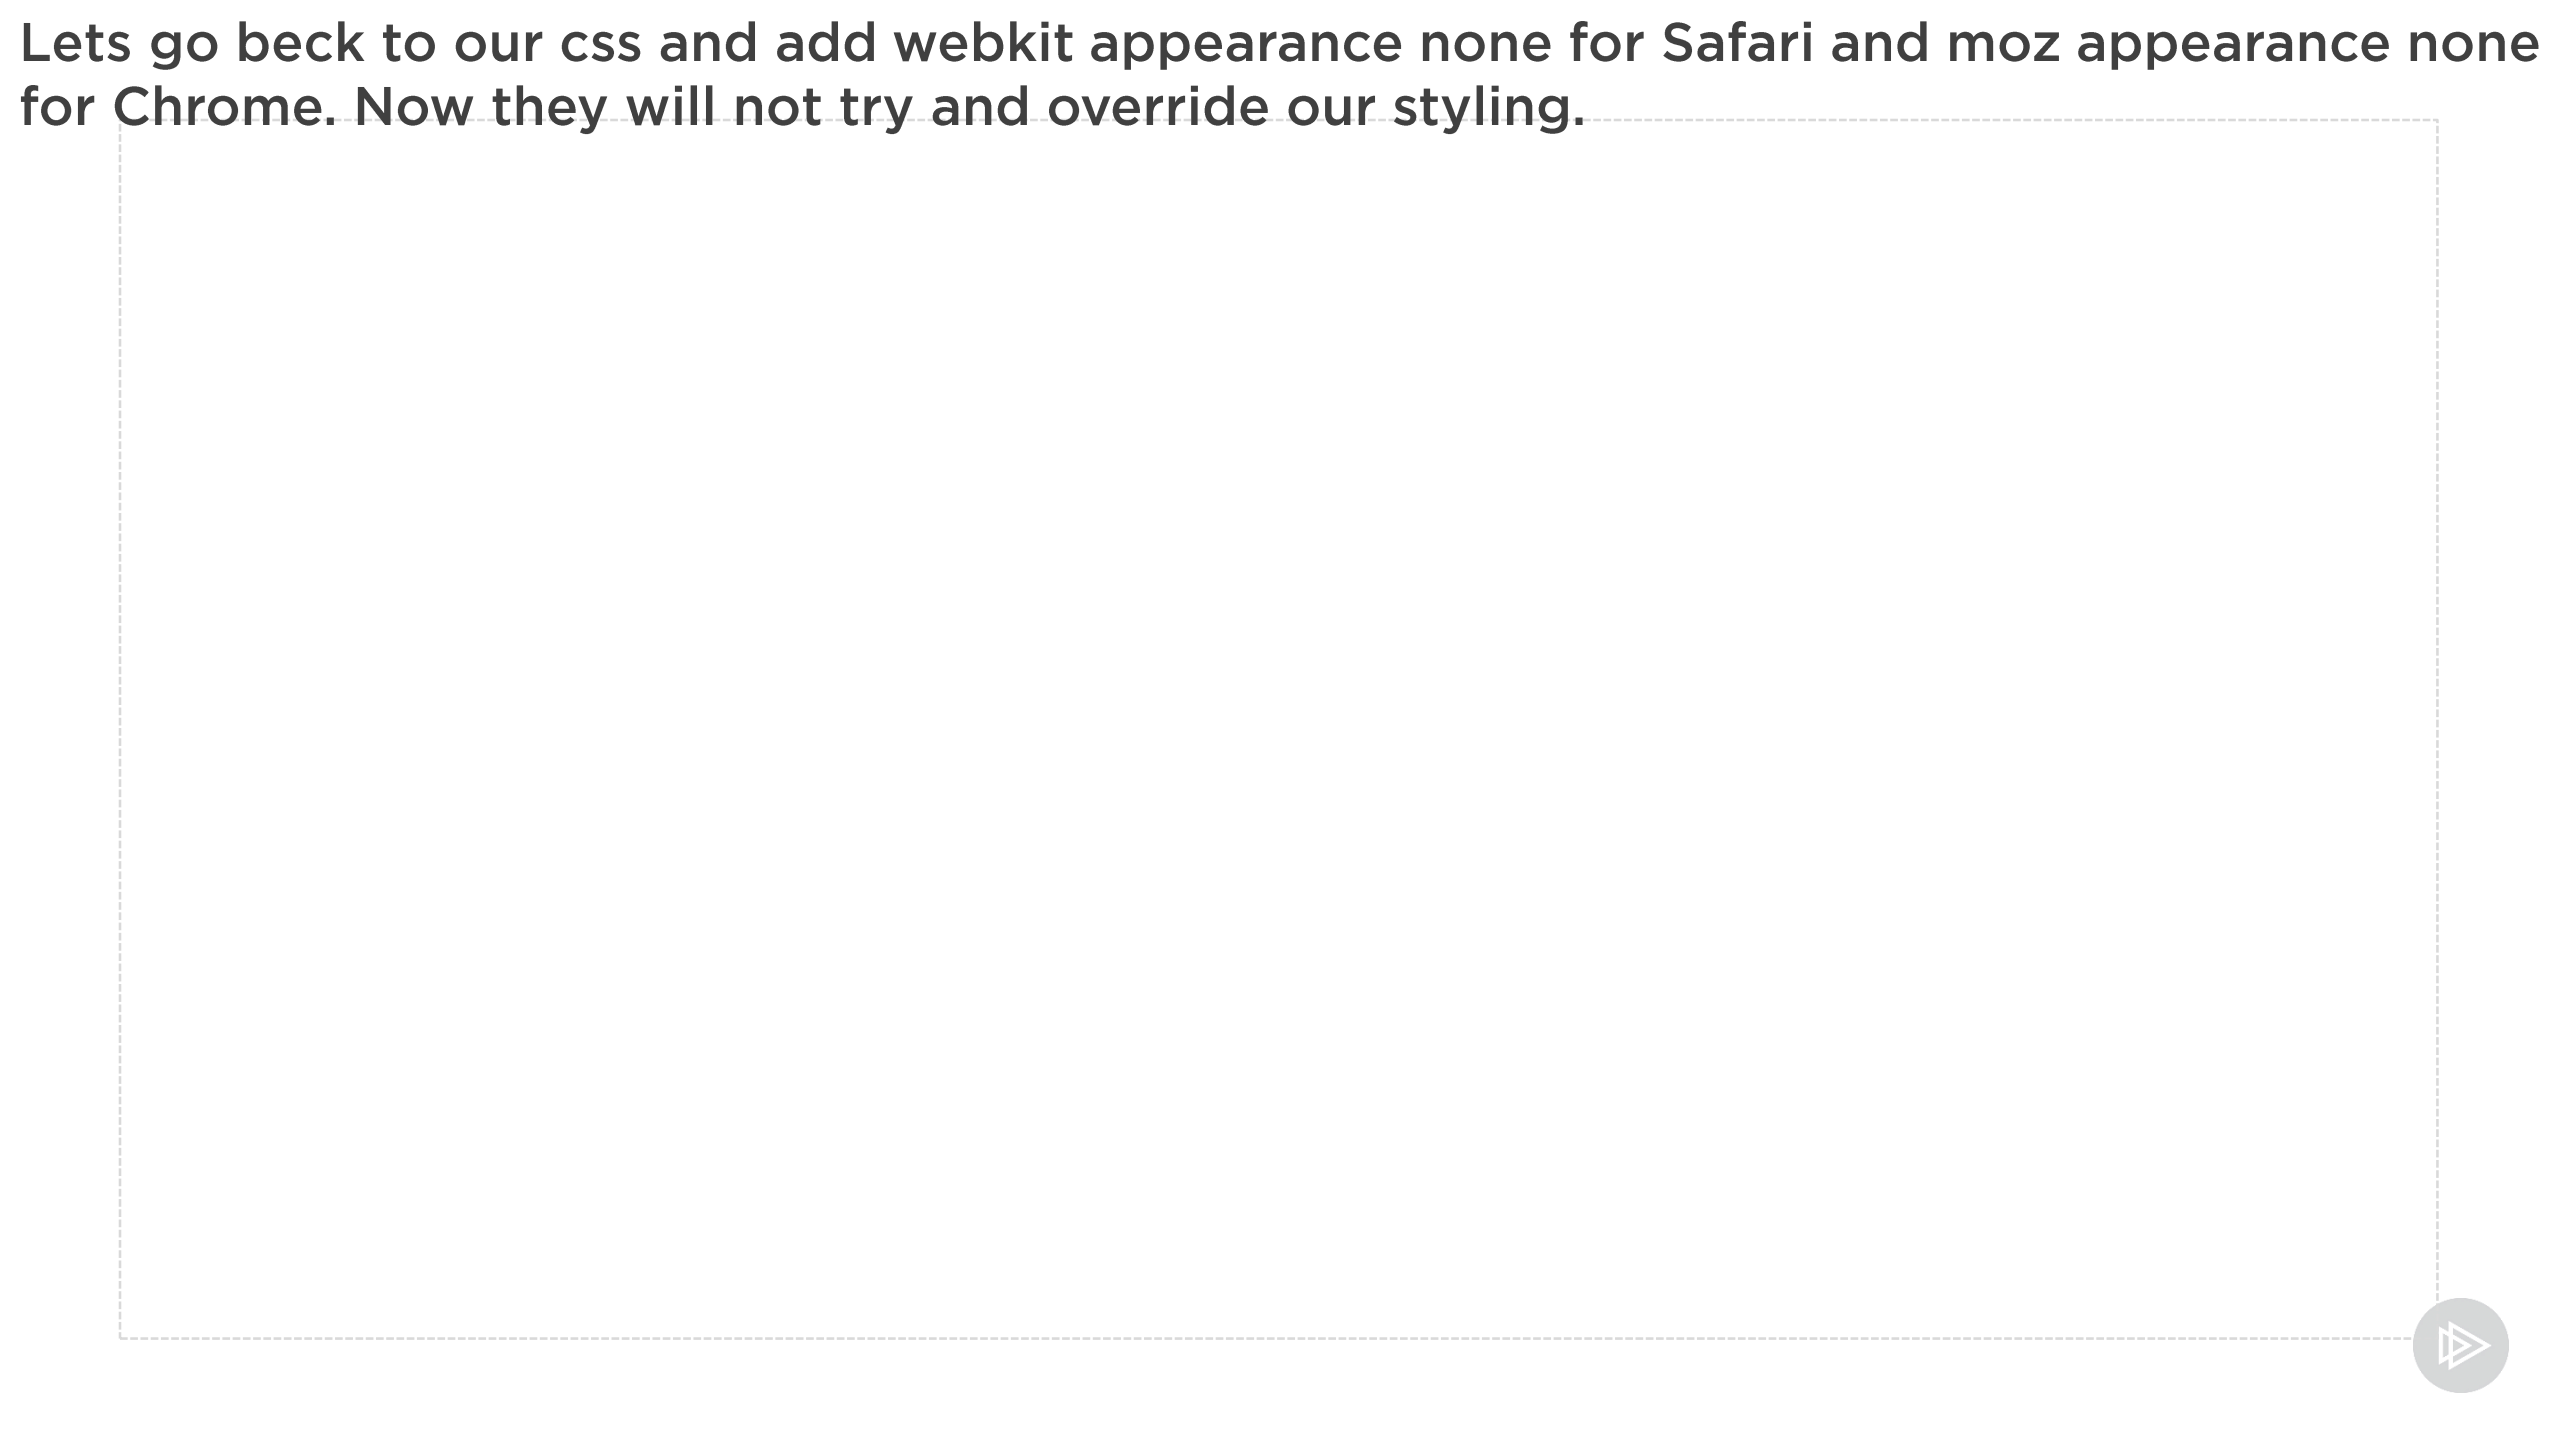 Lets go beck to our css and add webkit appearance none for Safari and moz appearance none
for Chrome. Now they will not try and override our styling.